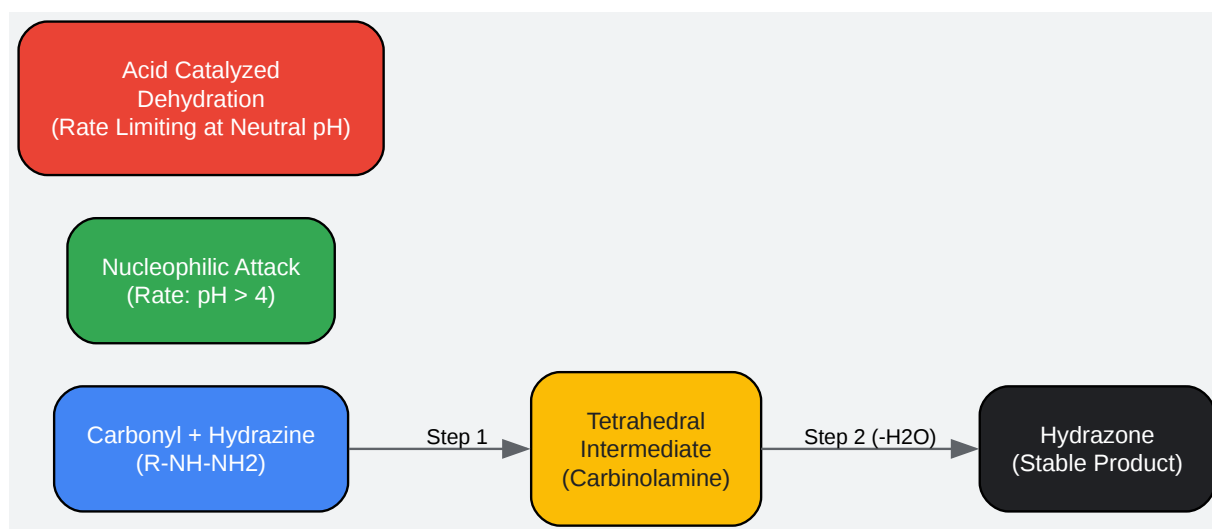 Acid Catalyzed
Dehydration
(Rate Limiting at Neutral pH)
Nucleophilic Attack
(Rate: pH > 4)
Carbonyl + Hydrazine
(R-NH-NH2)
Step 1
Tetrahedral
Intermediate
(Carbinolamine)
Step 2 (-H2O)
Hydrazone
(Stable Product)